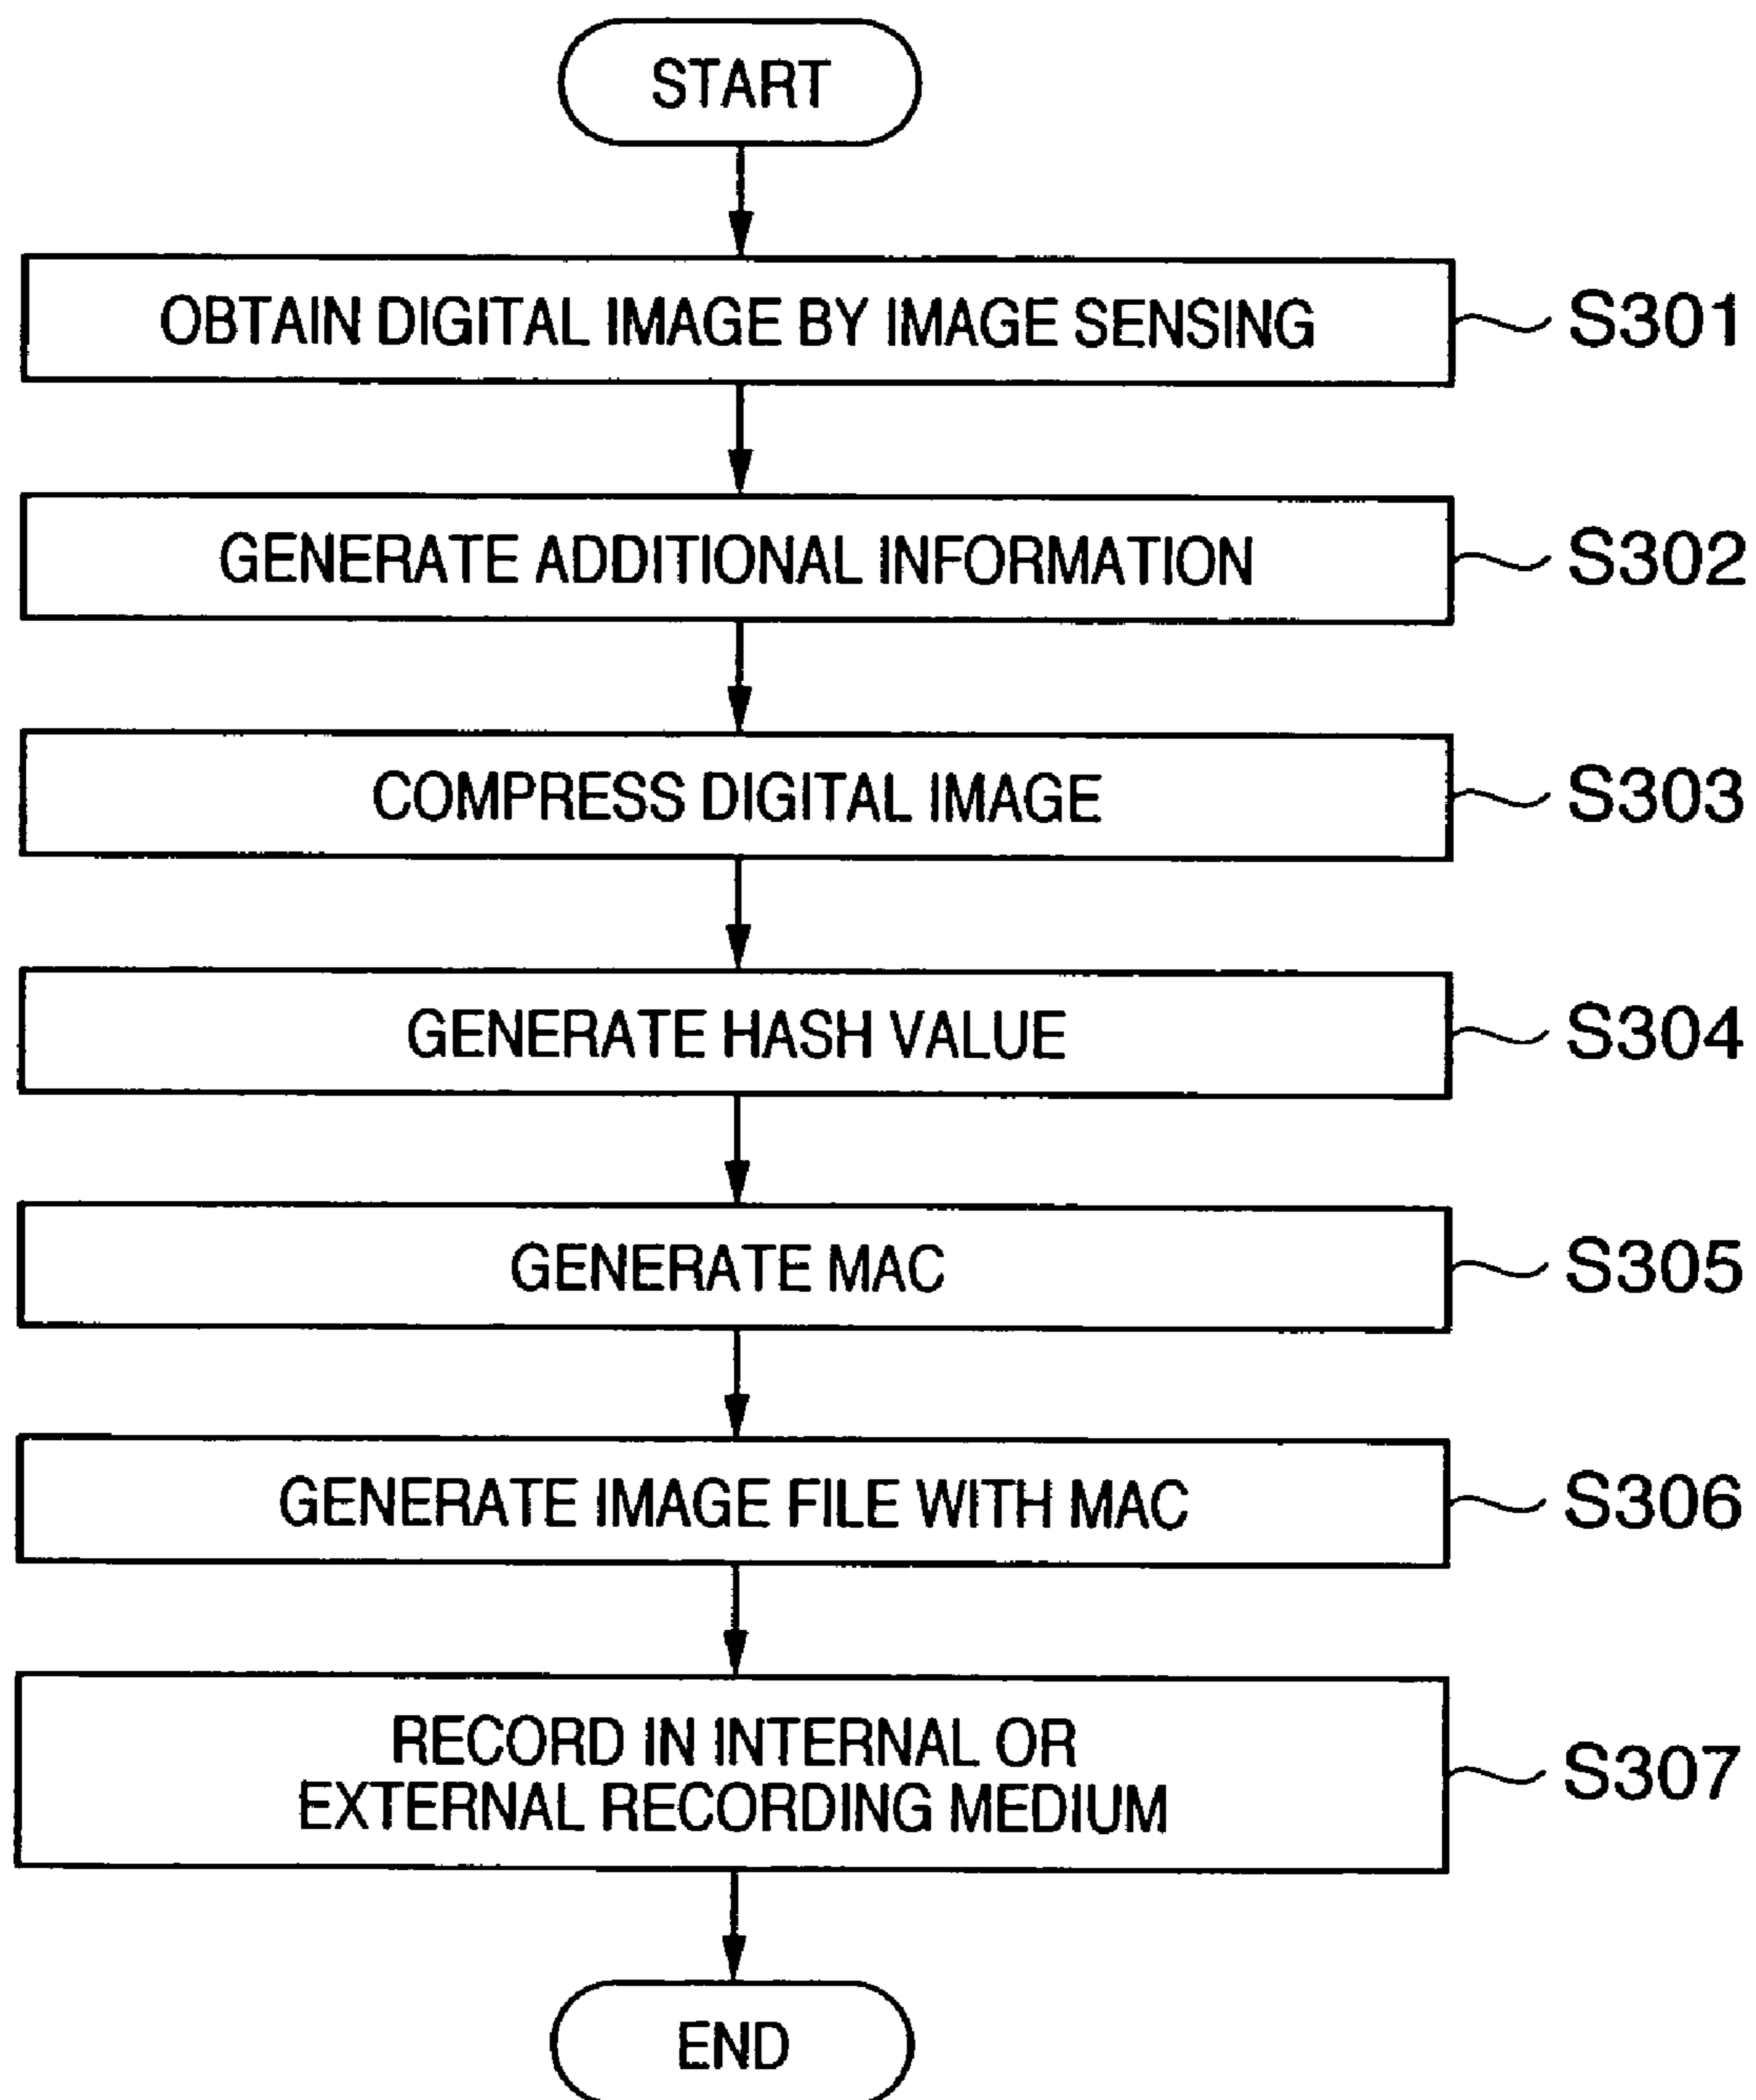 START
OBTAIN DIGITAL IMAGE BY IMAGE SENSING
S301
GENERATE ADDITIONAL INFORMATION
S302
COMPRESS DIGITAL IMAGE
S303
GENERATE HASH VALUE
S304
GENERATE MAC
S305
GENERATE IMAGE FILE WITH MAC
S306
RECORD IN INTERNAL OR
EXTERNAL RECORDING MEDIUM
S307
END